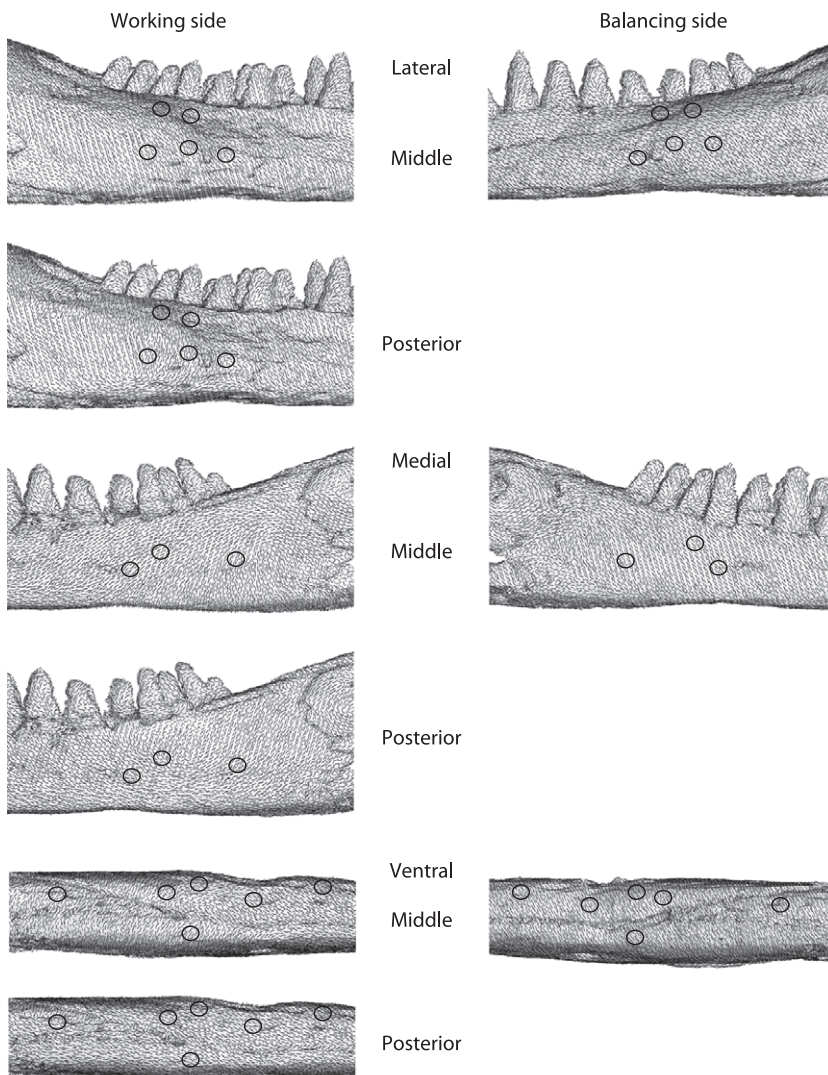 Working side
Balancing side
Lateral
Middle
Posterior
Medial
Middle
Posterior
Ventral
Middle
Posterior